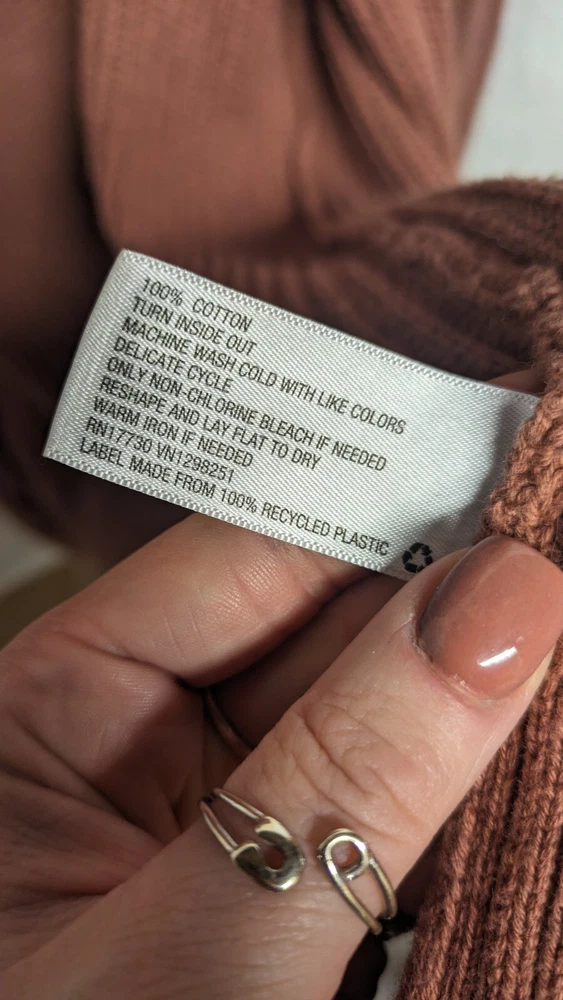 100% COTTON
TURN INSIDE OUT
MACHINE WASH COLD WITH LIKE COLORS
DELICATE CYCLE
ONLY NON-CHLORINE BLEACH IF NEEDED
RESHAPE AND LAY FLAT TO DRY
WARM IRON IF NEEDED
RN17730 VN1298251
LABEL MADE FROM 100% RECYCLED PLASTIC